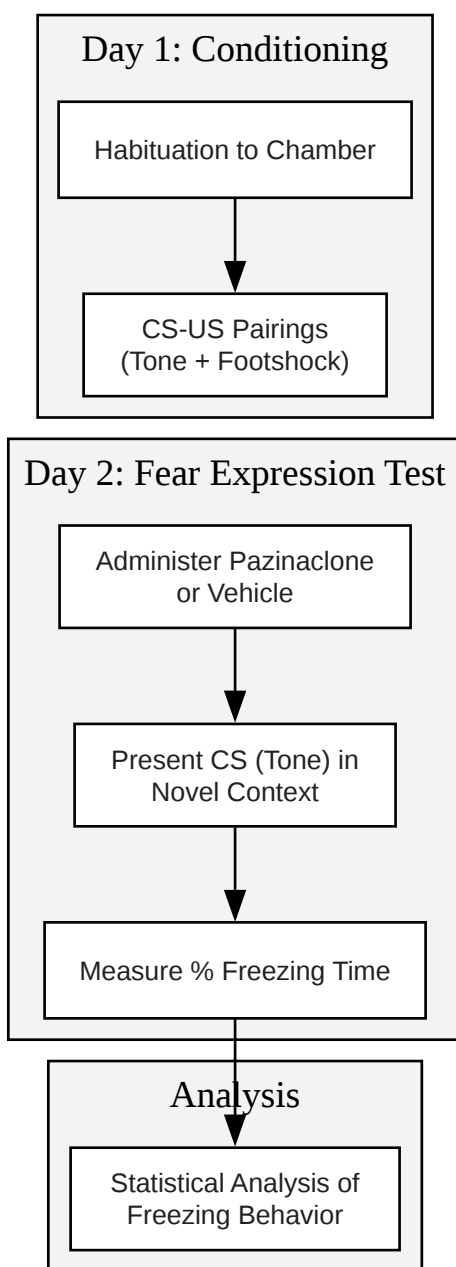 Day 1: Conditioning
Habituation to Chamber
CS-US Pairings
(Tone + Footshock)
Day 2: Fear Expression Test
Administer Pazinaclone
or Vehicle
Present CS (Tone) in
Novel Context
Measure % Freezing Time
Analysis
Statistical Analysis of
Freezing Behavior